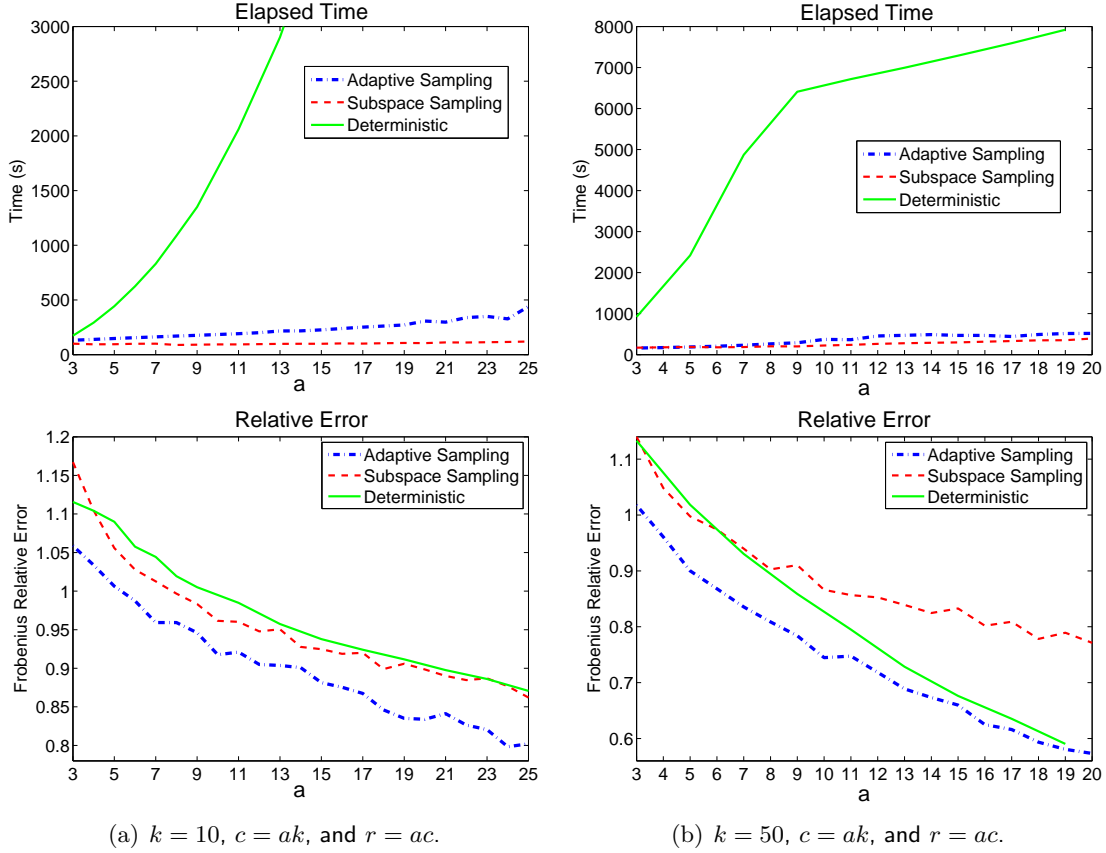 Elapsed Time
3000
2500
2000
1500
1000
500
0
Time (s)
Adaptive Sampling
Subspace Sampling
Deterministic
3 5 7 9 11 13 15 17 19 21 23 25
a
Elapsed Time
8000
7000
6000
5000
4000
3000
2000
1000
0
Time (s)
Adaptive Sampling
Subspace Sampling
Deterministic
3 4 5 6 7 8 9 10 11 12 13 14 15 16 17 18 19 20
a
Relative Error
1.2
1.15
1.1
1.05
1
0.95
0.9
0.85
0.8
Frobenius Relative Error
Adaptive Sampling
Subspace Sampling
Deterministic
3 5 7 9 11 13 15 17 19 21 23 25
a
Relative Error
1.1
1
0.9
0.8
0.7
0.6
Frobenius Relative Error
Adaptive Sampling
Subspace Sampling
Deterministic
3 4 5 6 7 8 9 10 11 12 13 14 15 16 17 18 19 20
a
(a) k = 10, c = ak, and r = ac.
(b) k = 50, c = ak, and r = ac.